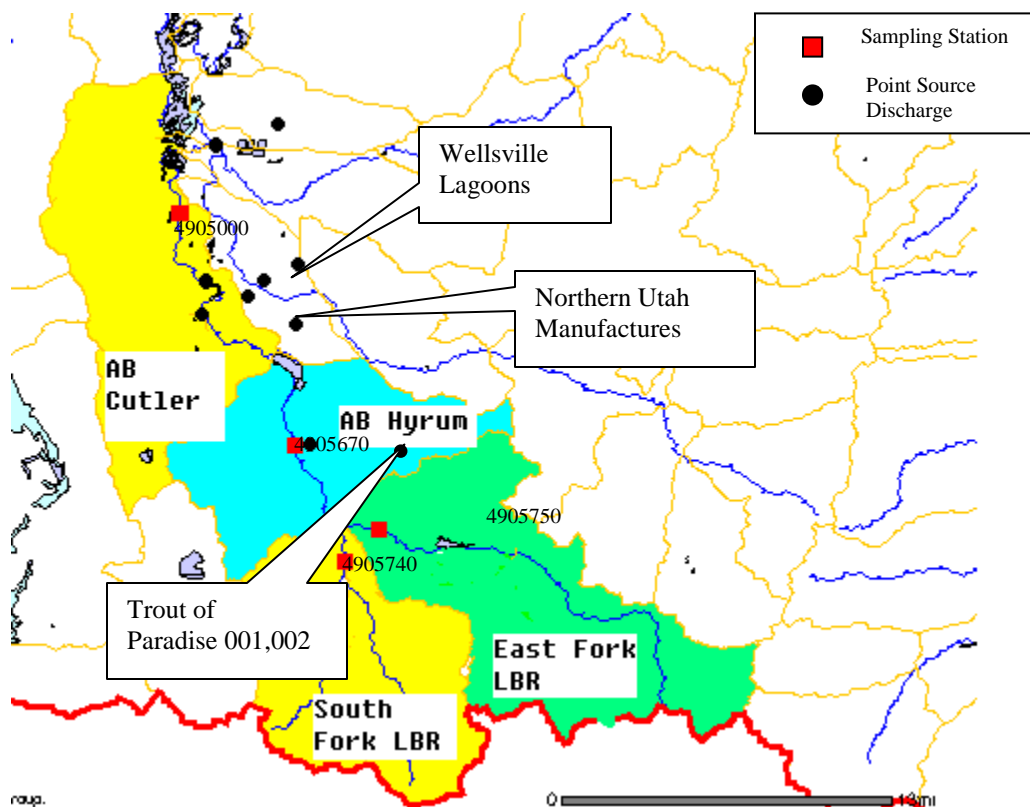 Sampling Station
Point Source
Discharge
Wellsville
Lagoons
4905000
Northern Utah
Manufactures
AB
Cutler
AB Hyrum
4905670
4905750
4905740
Trout of
Paradise 001,002
East Fork
LBR
South
Fork LBR
0